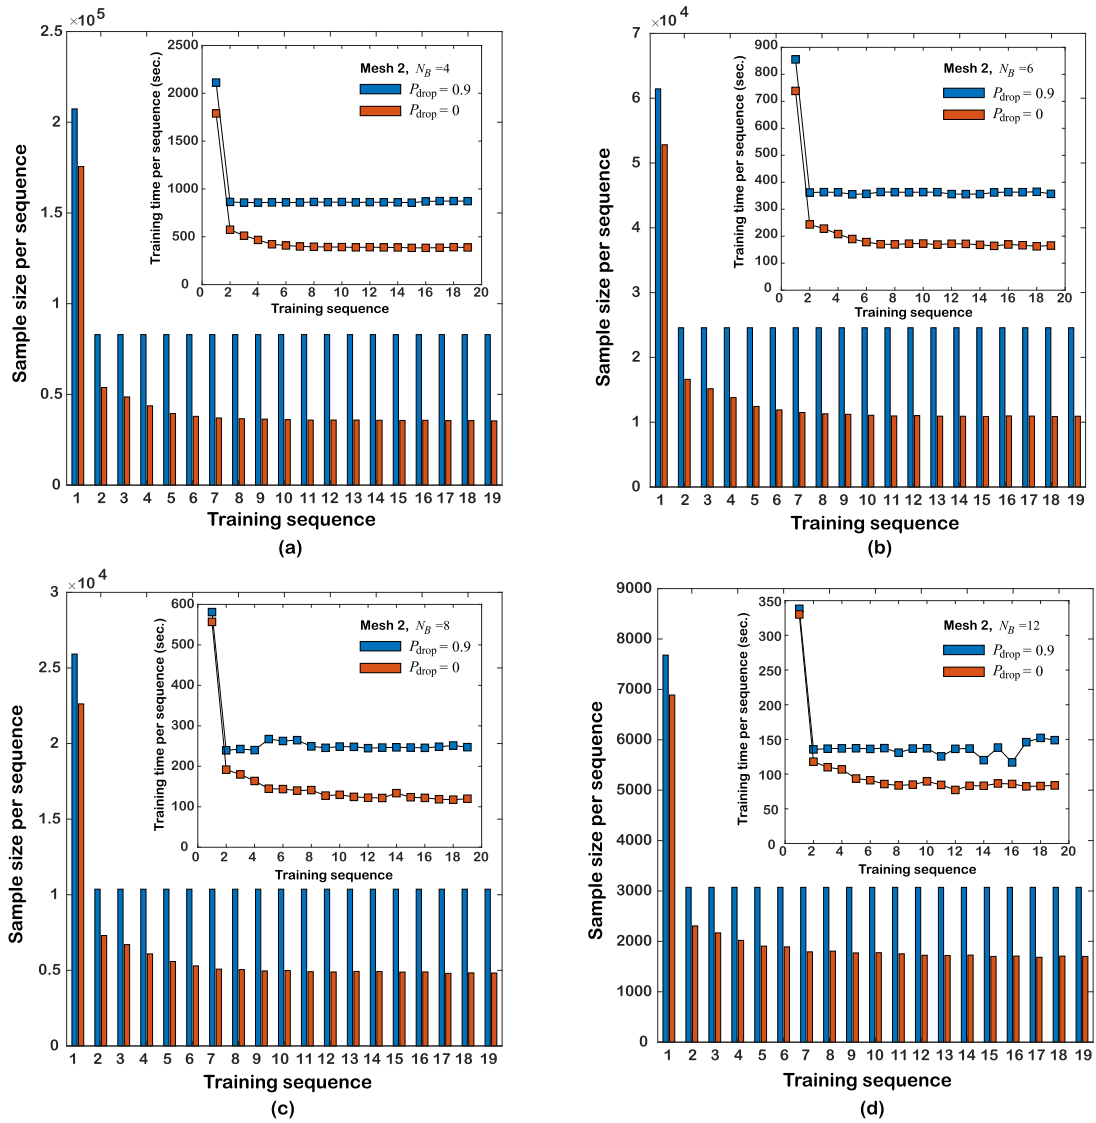 ×10⁵
2.5
2
1.5
1
0.5
0
Sample size per sequence
1 2 3 4 5 6 7 8 9 10 11 12 13 14 15 16 17 18 19
Training sequence
2500
2000
1500
1000
500
0
Training time per sequence (sec.)
0 2 4 6 8 10 12 14 16 18 20
Training sequence
Mesh 2, N_B =4
P_drop = 0.9
P_drop = 0
(a)
×10⁴
7
6
5
4
3
2
1
0
Sample size per sequence
1 2 3 4 5 6 7 8 9 10 11 12 13 14 15 16 17 18 19
Training sequence
900
800
700
600
500
400
300
200
100
0
Training time per sequence (sec.)
0 2 4 6 8 10 12 14 16 18 20
Training sequence
Mesh 2, N_B =6
P_drop = 0.9
P_drop = 0
(b)
×10⁴
3
2.5
2
1.5
1
0.5
0
Sample size per sequence
1 2 3 4 5 6 7 8 9 10 11 12 13 14 15 16 17 18 19
Training sequence
600
500
400
300
200
100
0
Training time per sequence (sec.)
0 2 4 6 8 10 12 14 16 18 20
Training sequence
Mesh 2, N_B =8
P_drop = 0.9
P_drop = 0
(c)
9000
8000
7000
6000
5000
4000
3000
2000
1000
0
Sample size per sequence
1 2 3 4 5 6 7 8 9 10 11 12 13 14 15 16 17 18 19
Training sequence
350
300
350
200
150
100
50
0
Training time per sequence (sec.)
0 2 4 6 8 10 12 14 16 18 20
Training sequence
Mesh 2, N_B =12
P_drop = 0.9
P_drop = 0
(d)